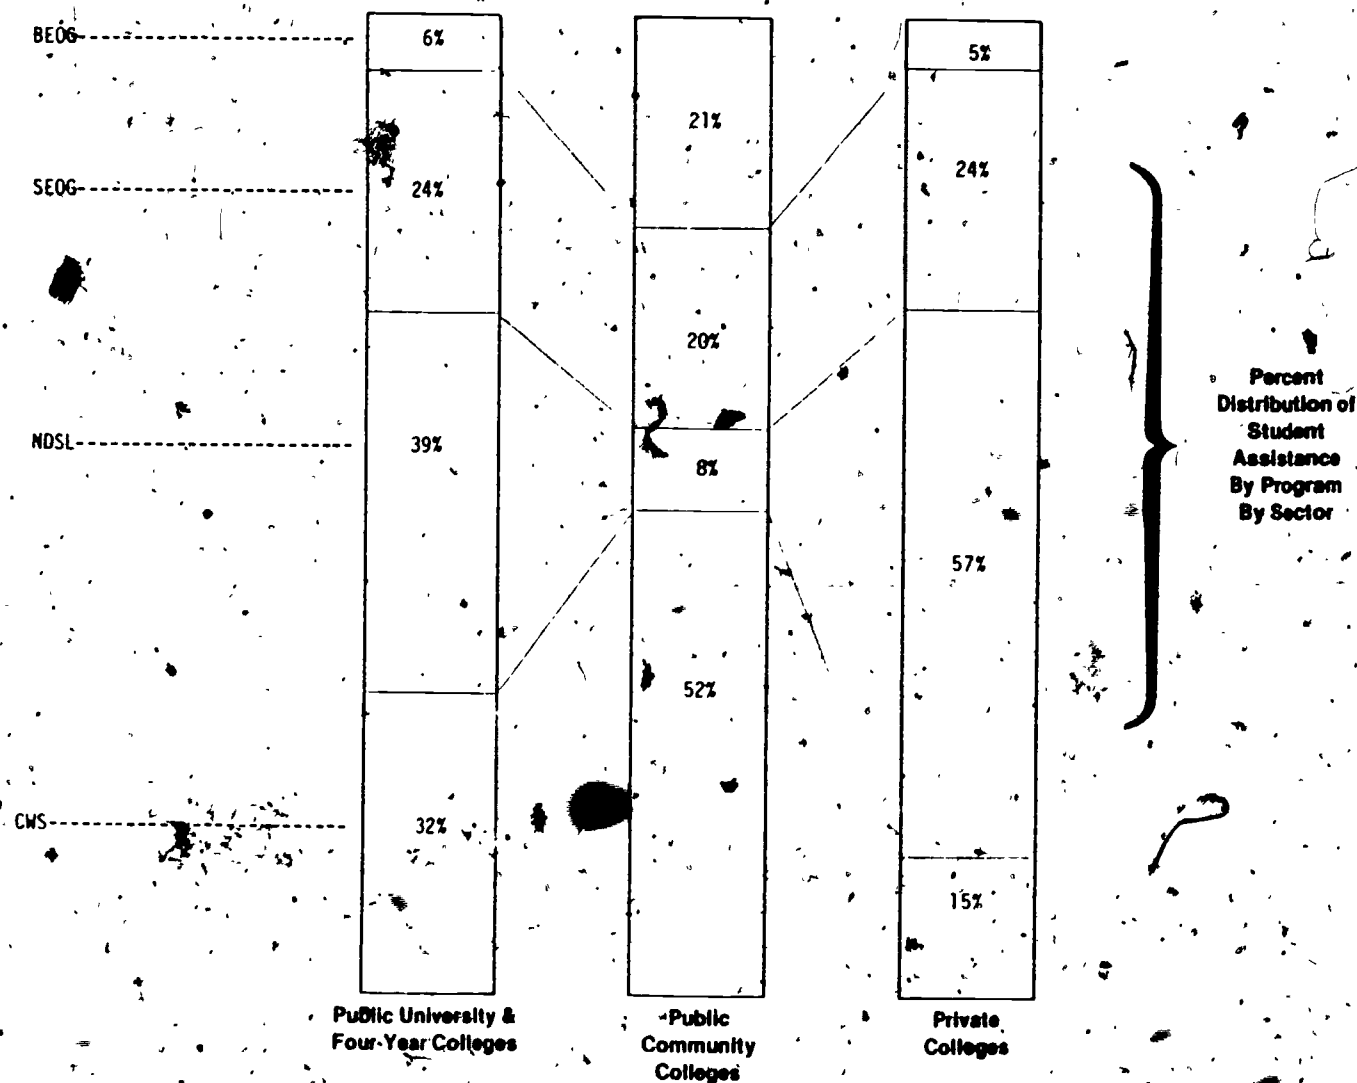 BEOG
6%
5%
21%
24%
SEOG
24%
20%
Percent
Distribution of
Student
Assistance
By Program
By Sector
NDSL
39%
8%
57%
52%
CWS
32%
15%
Public University &
Four-Year Colleges
Public
Community
Colleges
Private
Colleges